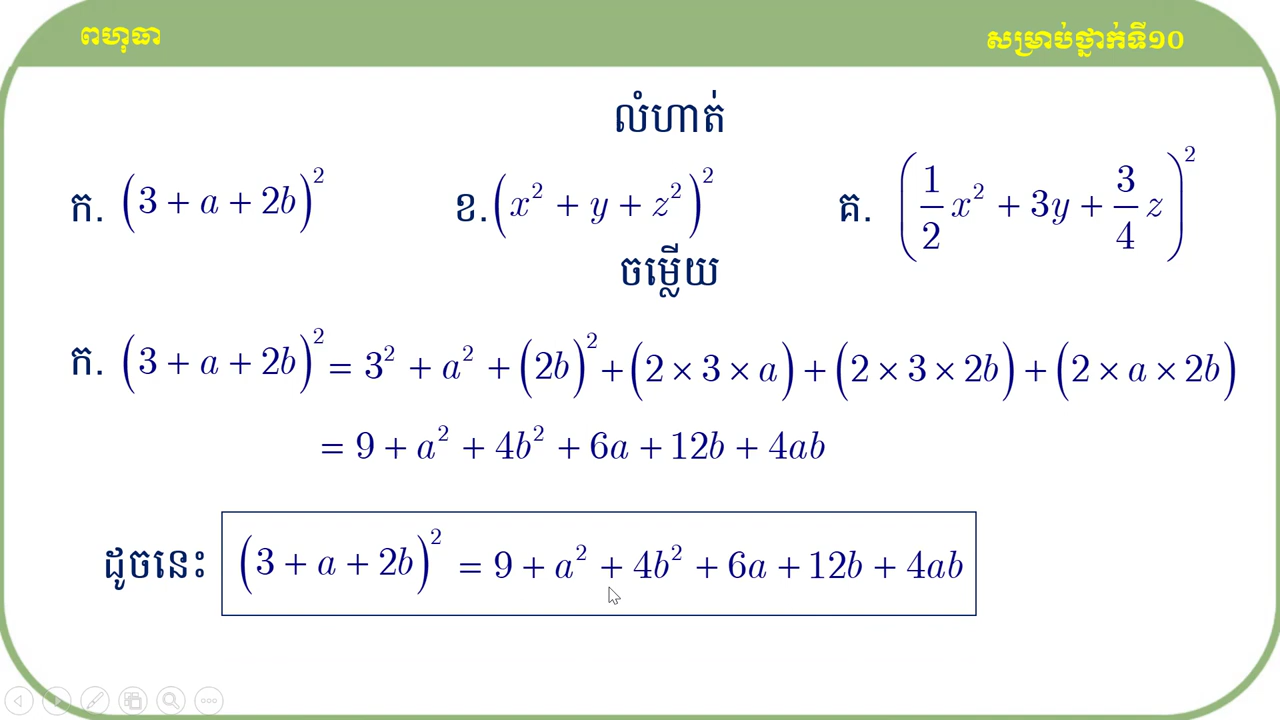 ពហុធា
សម្រាប់ថ្នាក់ទី១០
លំហាត់
ក. (3 + a + 2b)² ខ. (x² + y + z²)² គ. (1/2 x² + 3y + 3/4 z)²
ចម្លើយ
ក. (3 + a + 2b)² = 3² + a² + (2b)² + (2 × 3 × a) + (2 × 3 × 2b) + (2 × a × 2b)
= 9 + a² + 4b² + 6a + 12b + 4ab
ដូចនេះ (3 + a + 2b)² = 9 + a² + 4b² + 6a + 12b + 4ab